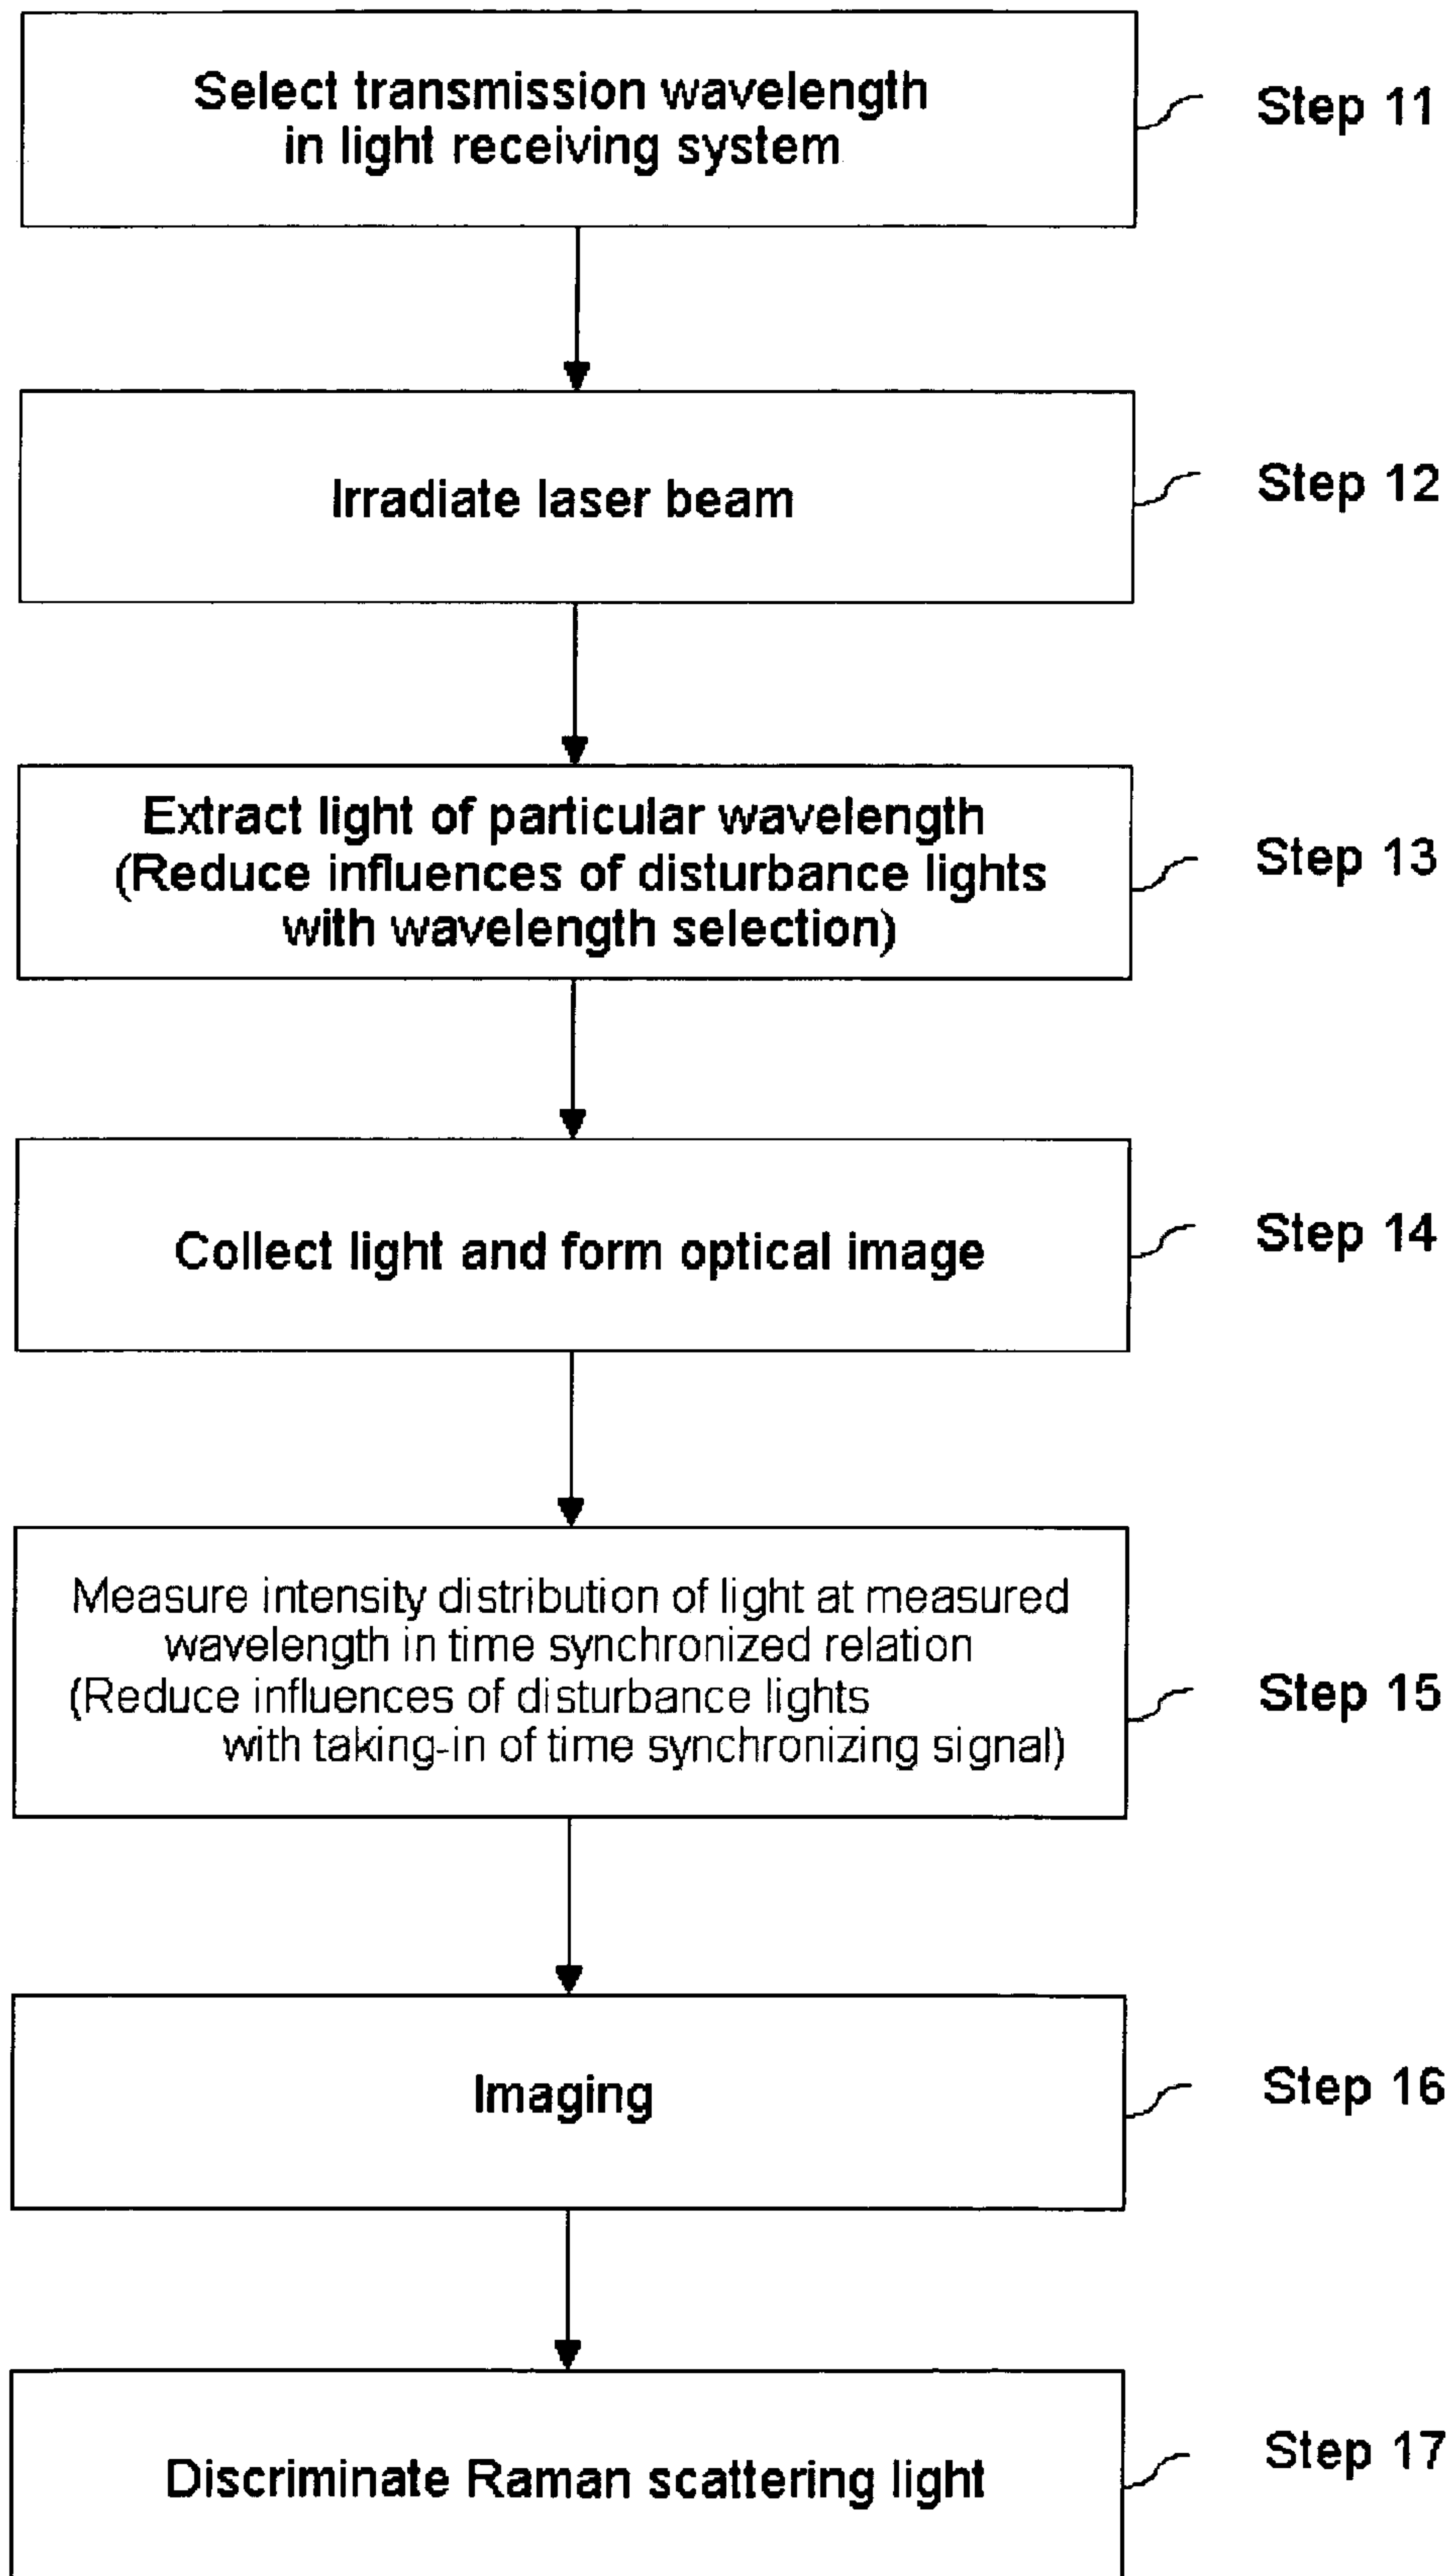 Select transmission wavelength
in light receiving system
Step 11
Irradiate laser beam
Step 12
Extract light of particular wavelength
(Reduce influences of disturbance lights
with wavelength selection)
Step 13
Collect light and form optical image
Step 14
Measure intensity distribution of light at measured
wavelength in time synchronized relation
(Reduce influences of disturbance lights
with taking-in of time synchronizing signal)
Step 15
Imaging
Step 16
Discriminate Raman scattering light
Step 17